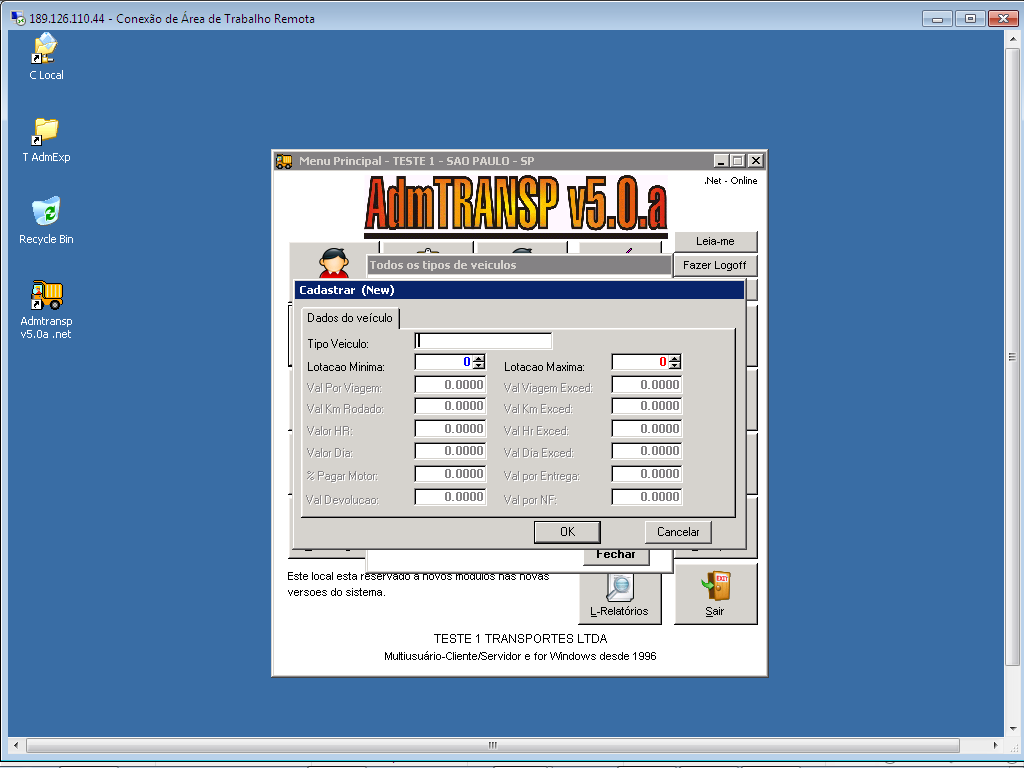 189.126.110.44 - Conexão de Área de Trabalho Remota
C Local
T AdmExp
Recycle Bin
Admtransp
v5.0a .net
Menu Principal - TESTE 1 - SAO PAULO - SP
.Net - Online
AdmTRANSP v5.0.a
Leia-me
Todos os tipos de veiculos
Fazer Logoff
Cadastrar (New)
Dados do veículo
Tipo Veiculo:
Lotacao Minima: 0 Lotacao Maxima: 0
Val Por Viagem: 0.0000 Val Viagem Exced: 0.0000
Val Km Rodado: 0.0000 Val Km Exced: 0.0000
Valor HR: 0.0000 Val Hr Exced: 0.0000
Valor Dia: 0.0000 Val Dia Exced: 0.0000
% Pagar Motor: 0.0000 Val por Entrega: 0.0000
Val Devolucao: 0.0000 Val por NF: 0.0000
OK Cancelar
Fechar
Este local esta reservado a novos modulos nas novas
versoes do sistema.
EXIT
L-Relatórios Sair
TESTE 1 TRANSPORTES LTDA
Multiusuário-Cliente/Servidor e for Windows desde 1996